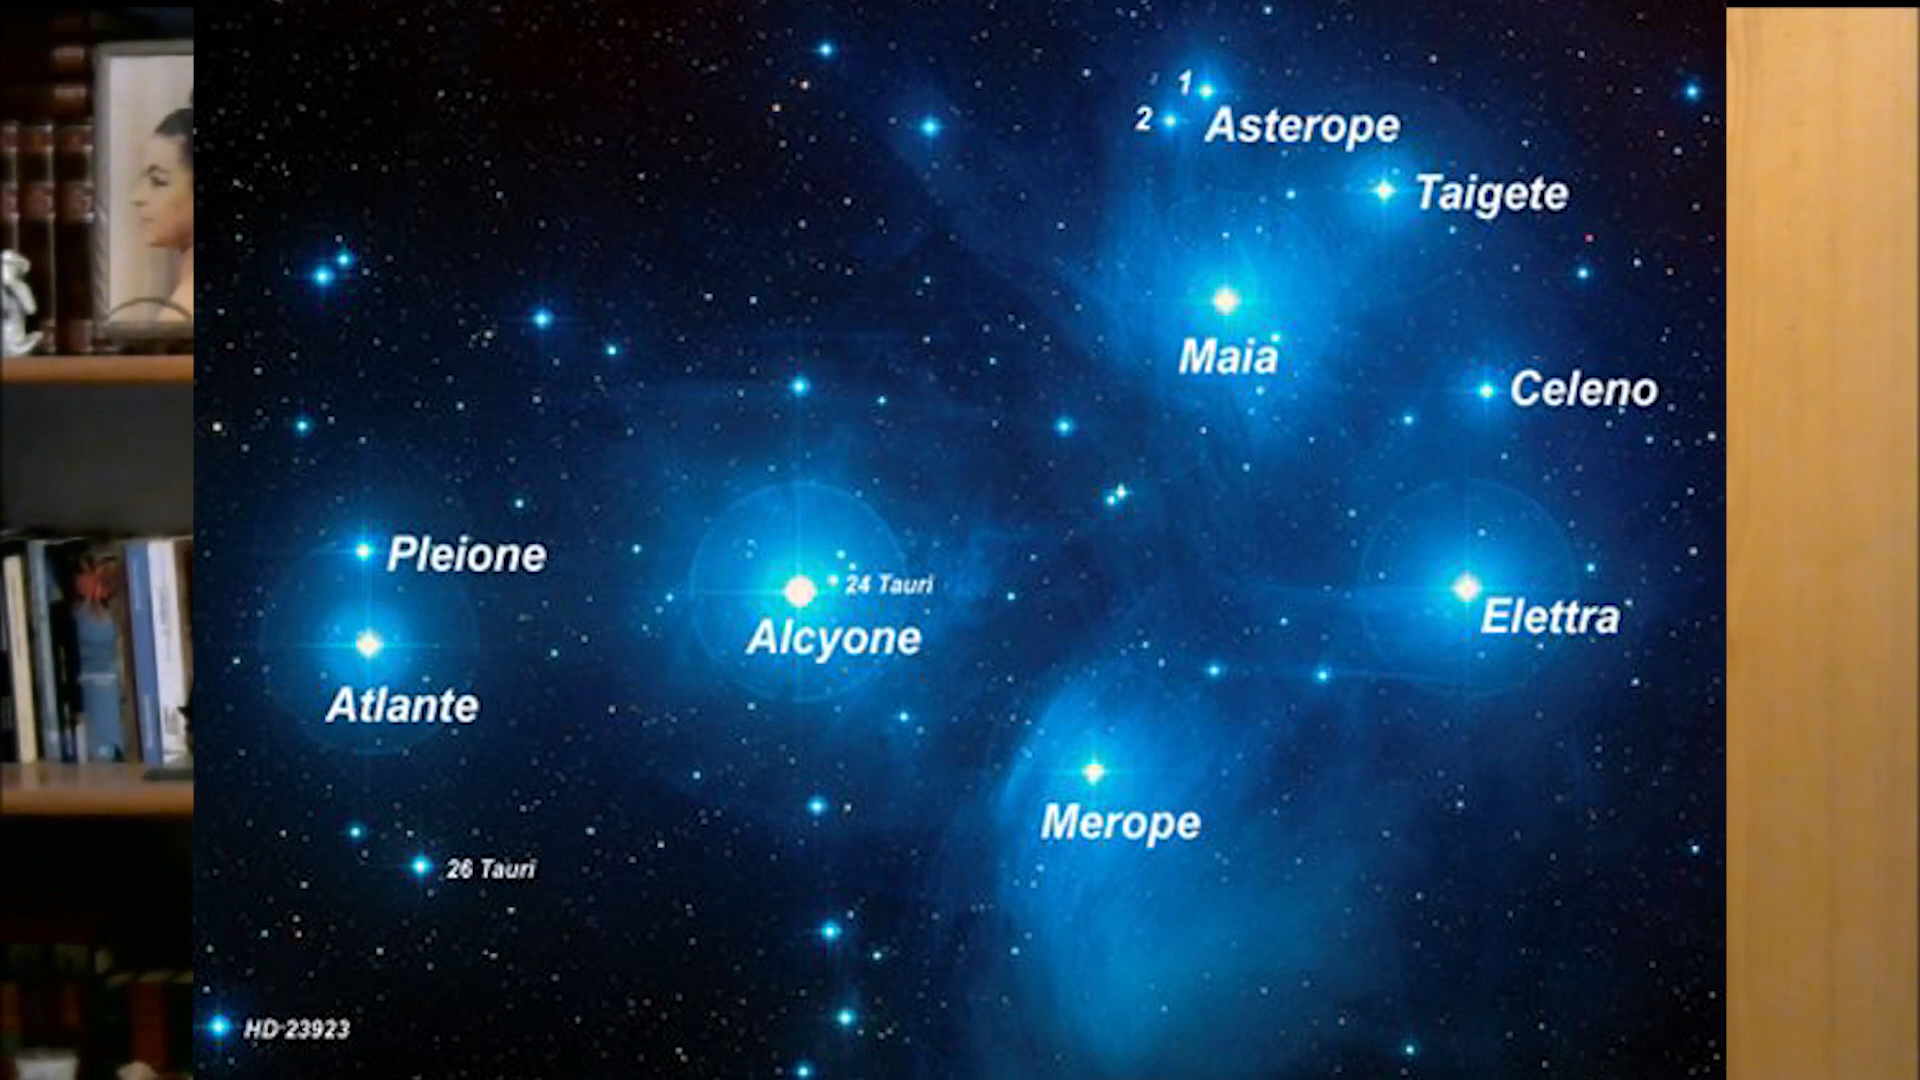 1
2
Asterope
Taigete
Maia
Celeno
Pleione
24 Tauri
Alcyone
Elettra
Atlante
Merope
26 Tauri
HD 23923